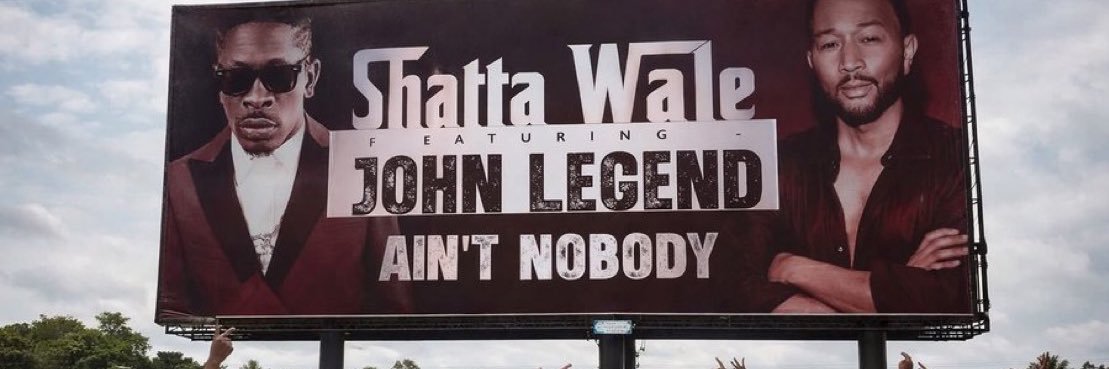 Shatta Wale
FEATURING -
JOHN LEGEND
AIN'T NOBODY